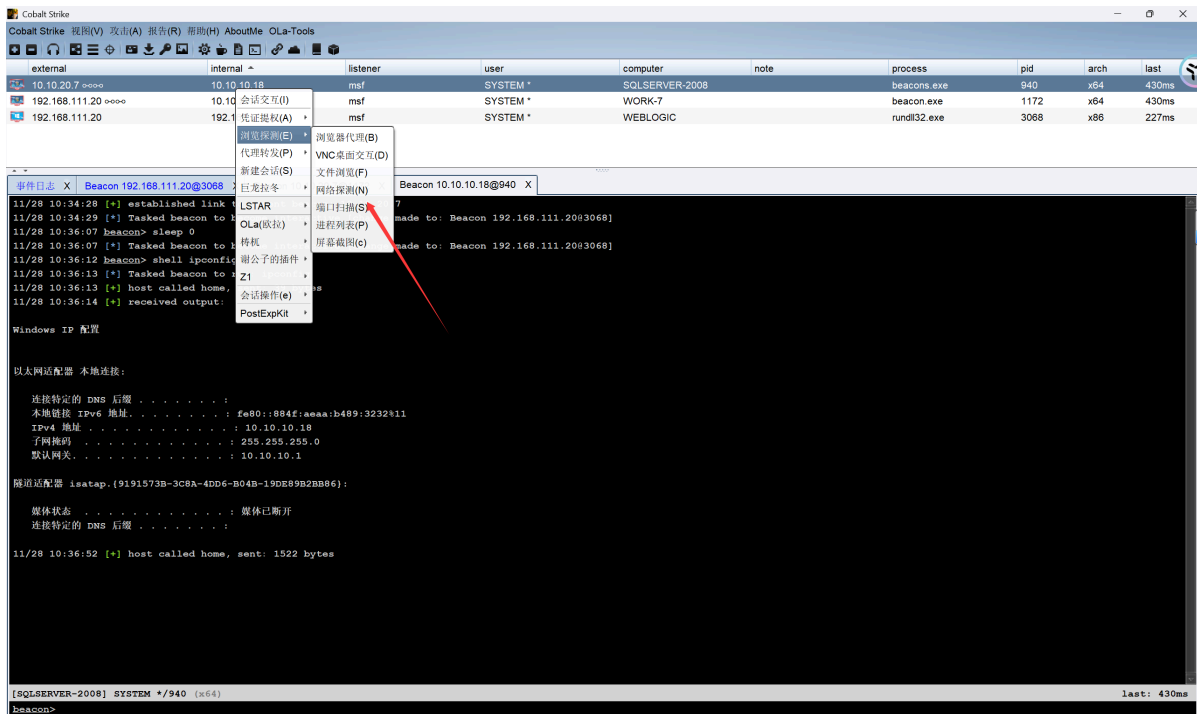 Cobalt Strike
Cobalt Strike 视图(V) 攻击(A) 报告(R) 帮助(H) AboutMe OLa-Tools
external internal listener user computer note process pid arch last
10.10.20.7 10.10.10.18 msf SYSTEM * SQLSERVER-2008 beacons.exe 940 x64 430ms
192.168.111.20 10.10 msf SYSTEM * WORK-7 beacon.exe 1172 x64 430ms
192.168.111.20 192.1 msf SYSTEM * WEBLOGIC rundll32.exe 3068 x86 227ms
会话交互(I)
凭证提权(A)
浏览探测(E)
代理转发(P)
新建会话(S)
巨龙拉冬
LSTAR
OLa(欧拉)
梼杌
谢公子的插件
Z1
会话操作(e)
PostExpKit
浏览器代理(B)
VNC桌面交互(D)
文件浏览(F)
网络探测(N)
端口扫描(S)
进程列表(P)
屏幕截图(c)
事件日志 X Beacon 192.168.111.20@3068 X Beacon 10.10.10.18@940 X
11/28 10:34:28 [+] established link t 7
11/28 10:34:29 [*] Tasked beacon to made to: Beacon 192.168.111.20@3068]
11/28 10:36:07 beacon> sleep 0
11/28 10:36:07 [*] Tasked beacon to made to: Beacon 192.168.111.20@3068]
11/28 10:36:12 beacon> shell ipconfig
11/28 10:36:13 [*] Tasked beacon to
11/28 10:36:13 [+] host called home, es
11/28 10:36:14 [+] received output:
Windows IP 配置
以太网适配器 本地连接:
连接特定的 DNS 后缀 . . . . . . . :
本地链接 IPv6 地址. . . . . . . . : fe80::884f:aeaa:b489:3232%11
IPv4 地址 . . . . . . . . . . . . : 10.10.10.18
子网掩码 . . . . . . . . . . . . : 255.255.255.0
默认网关. . . . . . . . . . . . . : 10.10.10.1
隧道适配器 isatap.{9191573B-3C8A-4DD6-B04B-19DE89B2BB86}:
媒体状态 . . . . . . . . . . . . : 媒体已断开
连接特定的 DNS 后缀 . . . . . . . :
11/28 10:36:52 [+] host called home, sent: 1522 bytes
[SQLSERVER-2008] SYSTEM */940 (x64) last: 430ms
beacon>